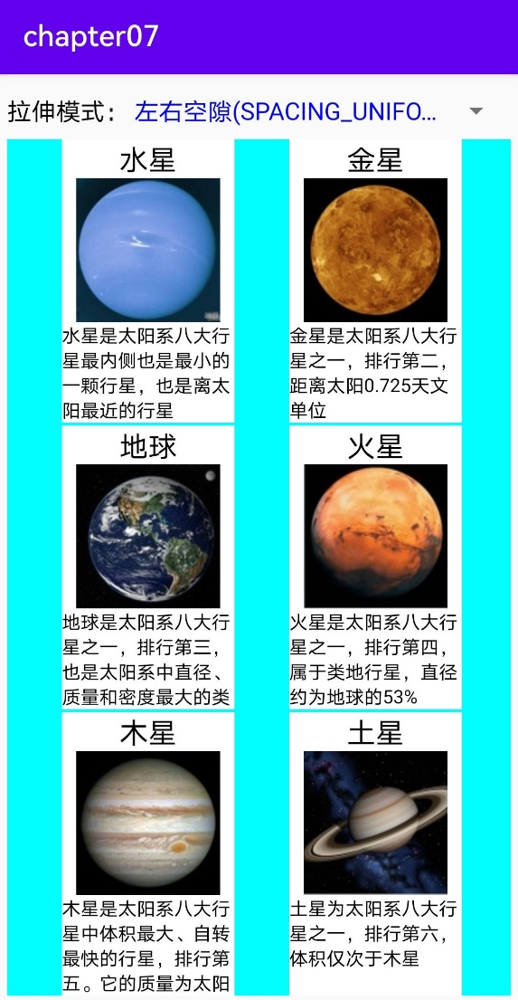 chapter07
拉伸模式： 左右空隙(SPACING_UNIFO...
水星 金星
水星是太阳系八大行
星最内侧也是最小的
一颗行星，也是离太
阳最近的行星
金星是太阳系八大行
星之一，排行第二，
距离太阳0.725天文
单位
地球 火星
地球是太阳系八大行
星之一，排行第三，
也是太阳系中直径、
质量和密度最大的类
火星是太阳系八大行
星之一，排行第四，
属于类地行星，直径
约为地球的53%
木星 土星
木星是太阳系八大行
星中体积最大、自转
最快的行星，排行第
五。它的质量为太阳
土星为太阳系八大行
星之一，排行第六，
体积仅次于木星